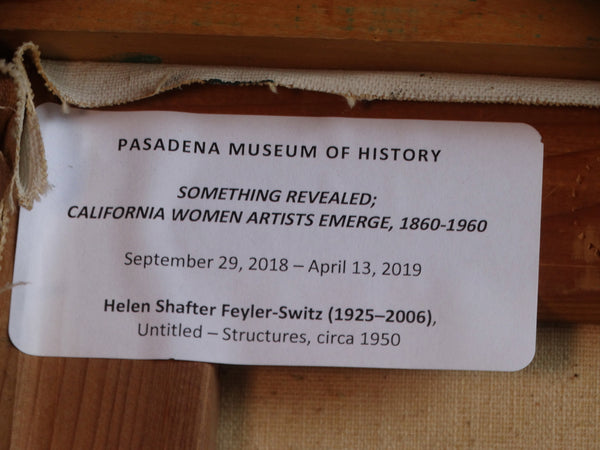 PASADENA MUSEUM OF HISTORY
SOMETHING REVEALED;
CALIFORNIA WOMEN ARTISTS EMERGE, 1860-1960
September 29, 2018 – April 13, 2019
Helen Shafter Feyler-Switz (1925–2006),
Untitled – Structures, circa 1950